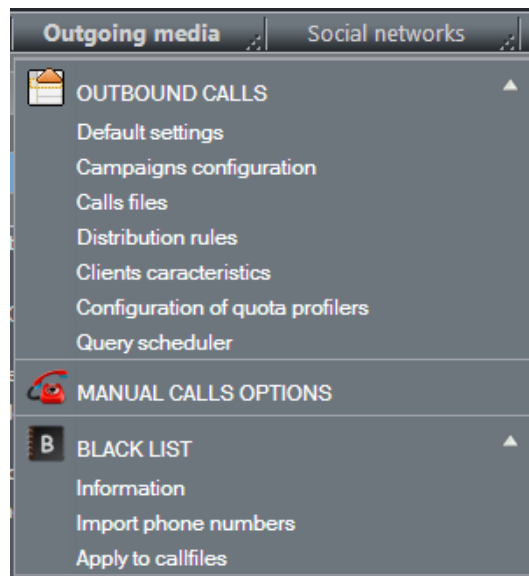 Outgoing media
Social networks
OUTBOUND CALLS
Default settings
Campaigns configuration
Calls files
Distribution rules
Clients caracteristics
Configuration of quota profilers
Query scheduler
MANUAL CALLS OPTIONS
B
BLACK LIST
Information
Import phone numbers
Apply to callfiles